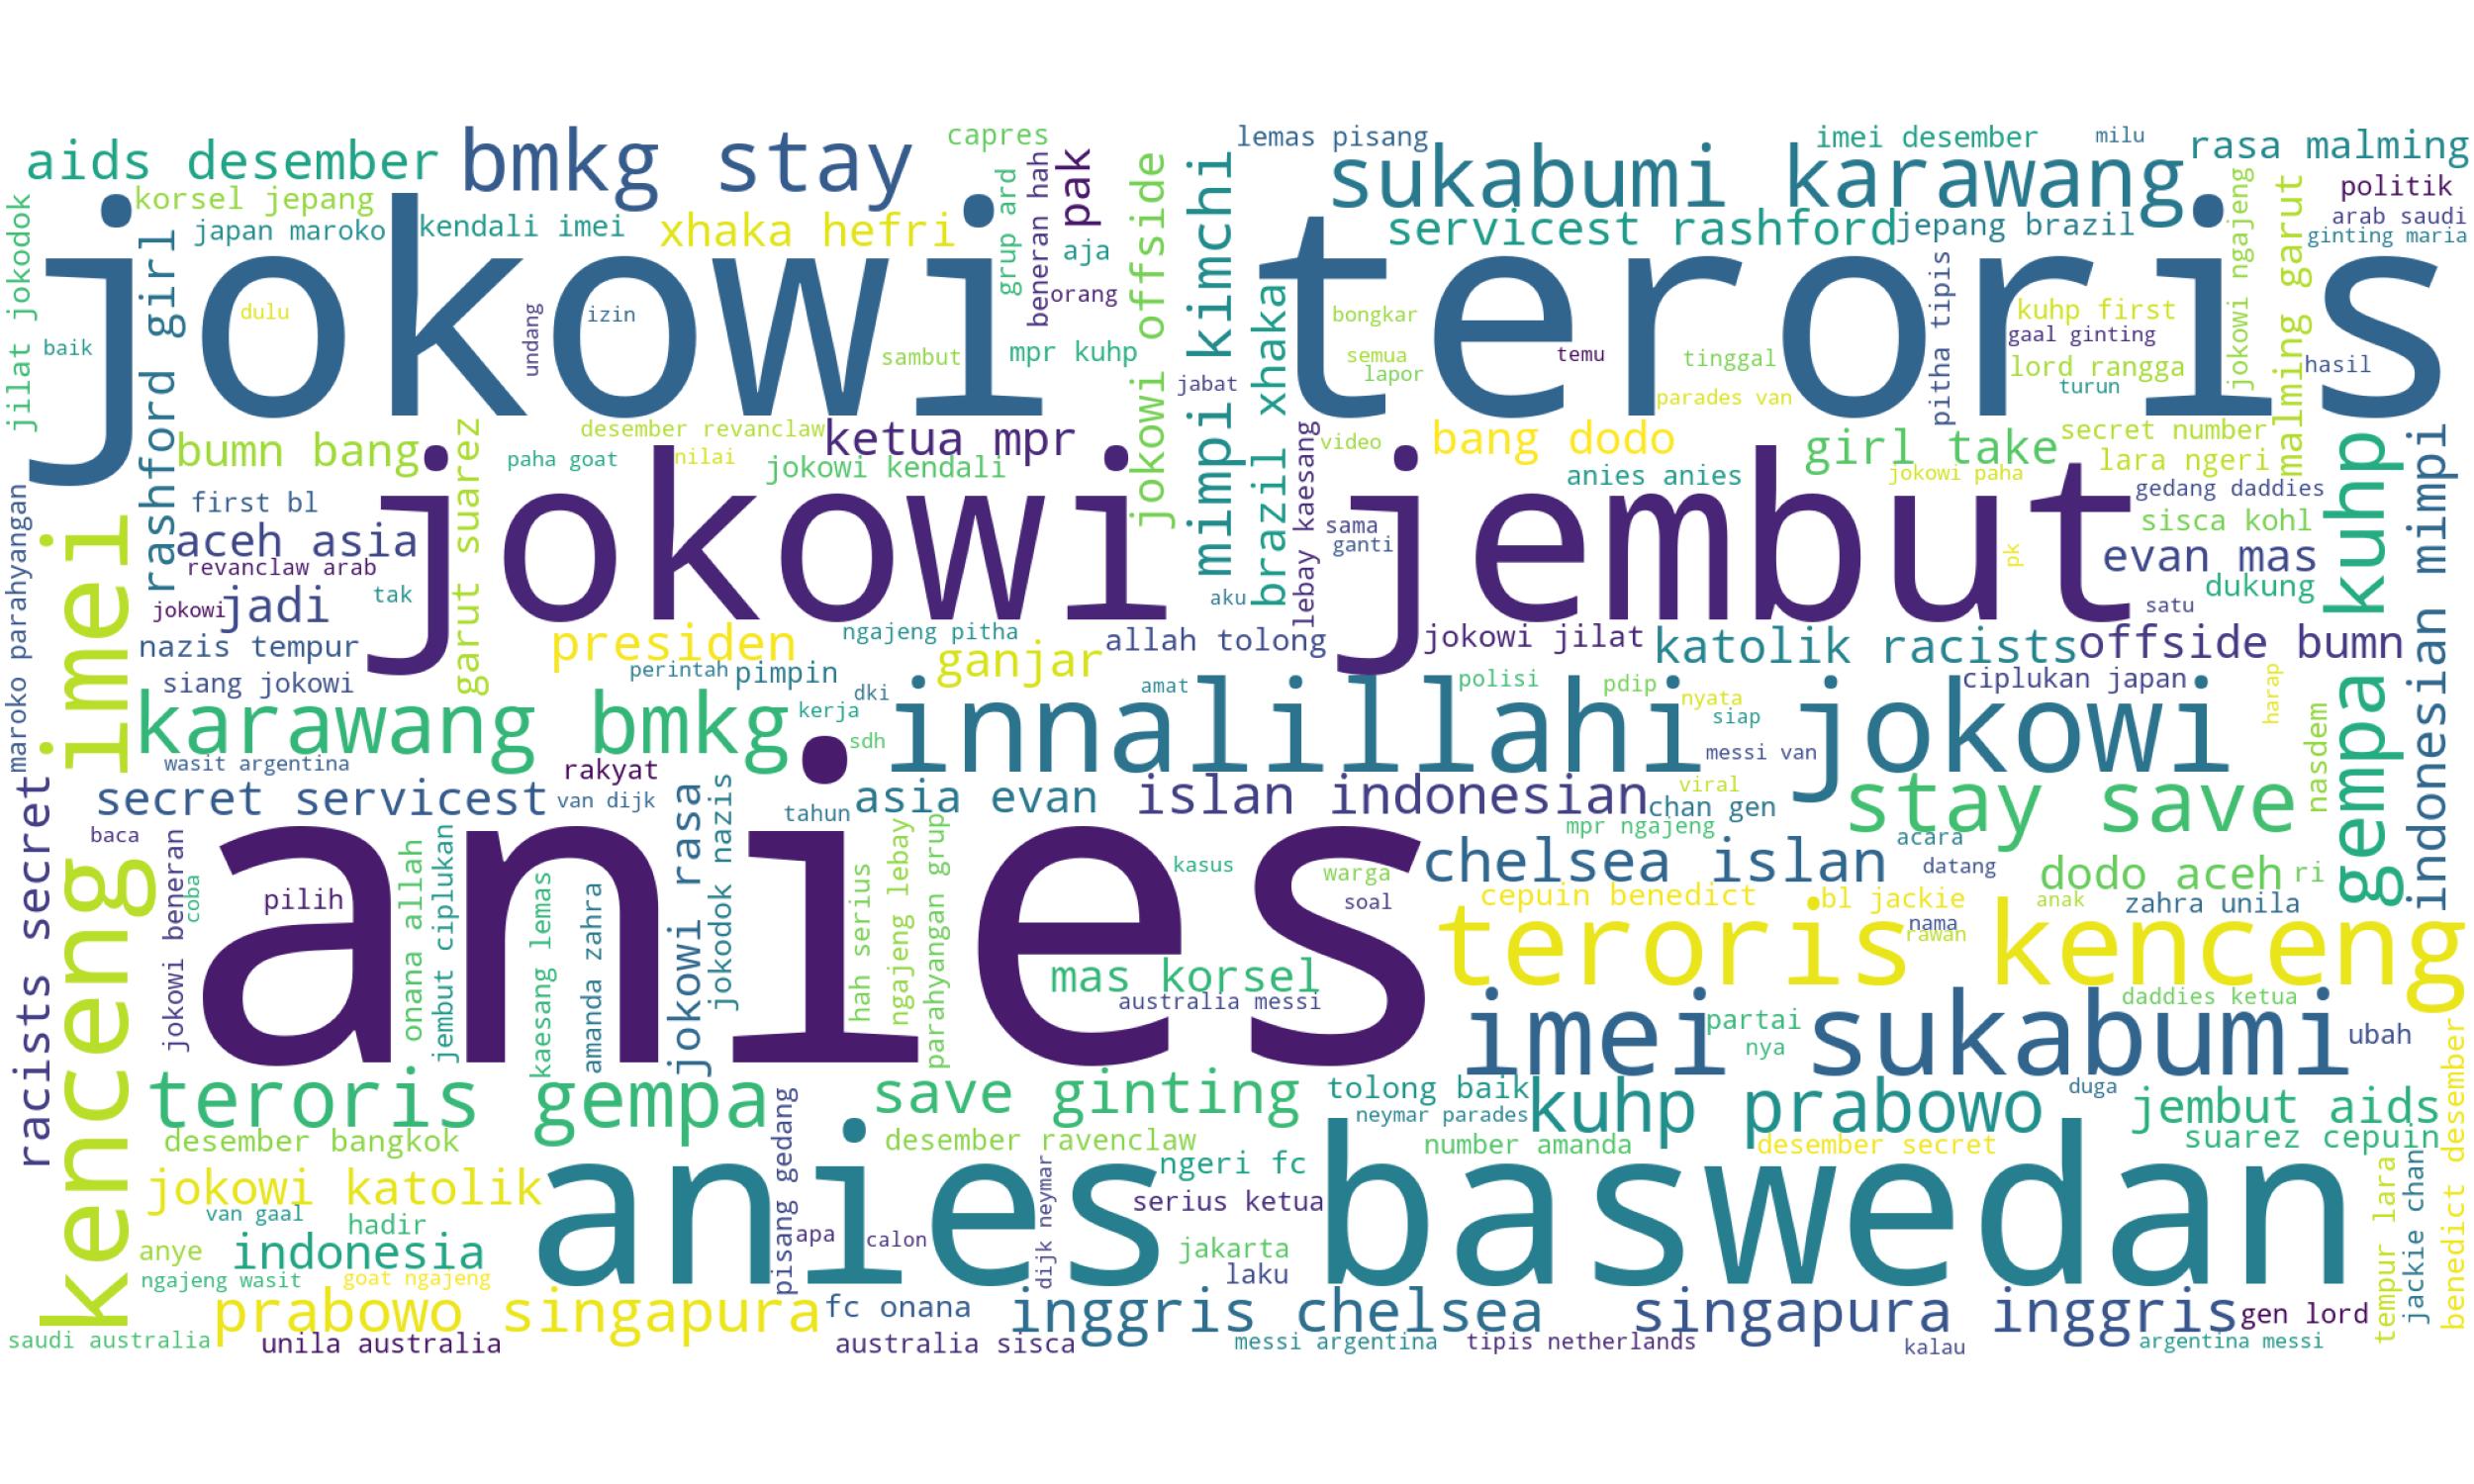 aids desember
bmkg stay
capres
lemas pisang
imei desember
milu
rasa malming
sukabumi karawang
korsel jepang
japan maroko
kendali imei
xhaka hefri
grup ard
beneran hah
pak
aja
orang
mpr kuhp
jokowi offside
mimpi kimchi
servicest rashford
jepang brazil
politik
arab saudi
ginting maria
jokowi ngajeng
malming garut
jilat jokodok
baik
rashford girl
jokowi teroris
dulu
undang
izin
sambut
jabat
brazil xhaka
bongkar
semua
lapor
temu
tinggal
parades van
pitha tipis
kuhp first
gaal ginting
lord rangga
turun
hasil
bumn bang
garut suarez
desember revanclaw
ketua mpr
paha goat
nilai
jokowi kendali
lebay kaesang
video
bang dodo
anies anies
girl take
jokowi paha
secret number
lara ngeri
gedang daddies
gempa kuhp
indonesian mimpi
maroko parahyangan
kenceng imei
first bl
aceh asia
revanclaw arab
jokowi
jadi
tak
jokowi jembut
sama
ganti
aku
pk
sisca kohl
evan mas
dukung
satu
nazis tempur
siang jokowi
presiden
perintah
pimpin
ngajeng pitha
ganjar
allah tolong
jokowi jilat
katolik racists
offside bumn
ciplukan japan
harap
karawang bmkg
wasit argentina
kerja
dki
sdh
amat
innalillahi jokowi
polisi
pdip
nyata
siap
messi van
nasdem
rakyat
secret servicest
van dijk
tahun
asia evan
islan indonesian
viral
chan gen
stay save
mpr ngajeng
acara
racists secret
baca
jokowi beneran
coba
pilih
onana allah
jembut ciplukan
kaesang lemas
amanda zahra
jokowi rasa
jokodok nazis
anies
hah serius
ngajeng lebay
parahyangan grup
kasus
warga
soal
mas korsel
australia messi
chelsea islan
datang
dodo aceh
ri
cepuin benedict
bl jackie
nama
rawan
anak
zahra unila
teroris kenceng
daddies ketua
imei sukabumi
partai
nya
ubah
teroris gempa
save ginting
tolong baik
neymar parades
kuhp prabowo
duga
jembut aids
suarez cepuin
desember bangkok
pisang gedang
desember ravenclaw
number amanda
desember secret
jokowi katolik
van gaal
hadir
anye
indonesia
ngajeng wasit
goat ngajeng
anies baswedan
apa
calon
dijk neymar
ngeri fc
serius ketua
jakarta
laku
tempur lara
jackie chan
benedict desember
prabowo singapura
fc onana
inggris chelsea
singapura inggris
gen lord
saudi australia
unila australia
australia sisca
messi argentina
tipis netherlands
kalau
argentina messi